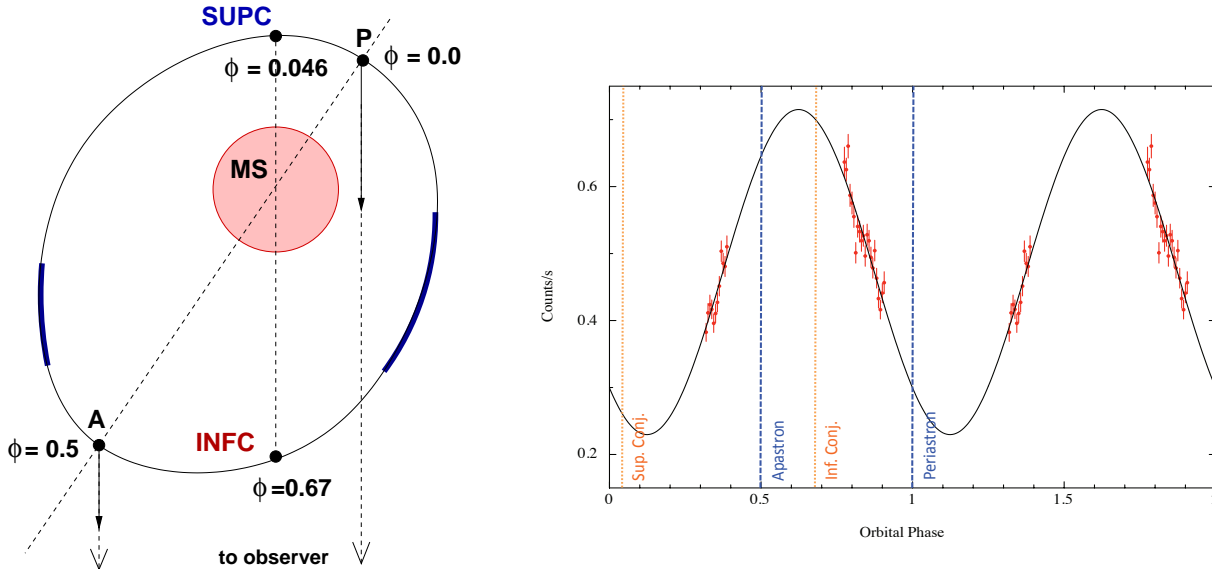 SUPC
P
ϕ = 0.046
ϕ = 0.0
MS
A
ϕ = 0.5
INFC
ϕ=0.67
to observer
Counts/s
0.6
0.4
0.2
Sup. Conj.
Apastron
Inf. Conj.
Periastron
0
0.5
1
1.5
Orbital Phase